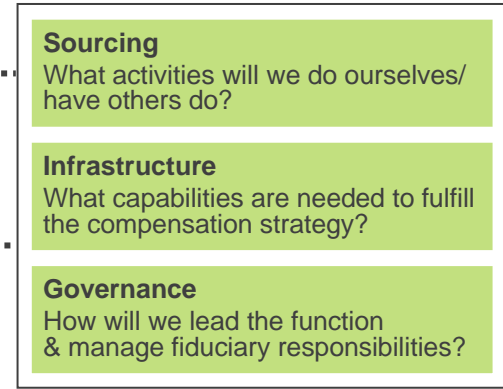 Sourcing
What activities will we do ourselves/
have others do?
Infrastructure
What capabilities are needed to fulfill
the compensation strategy?
Governance
How will we lead the function
& manage fiduciary responsibilities?